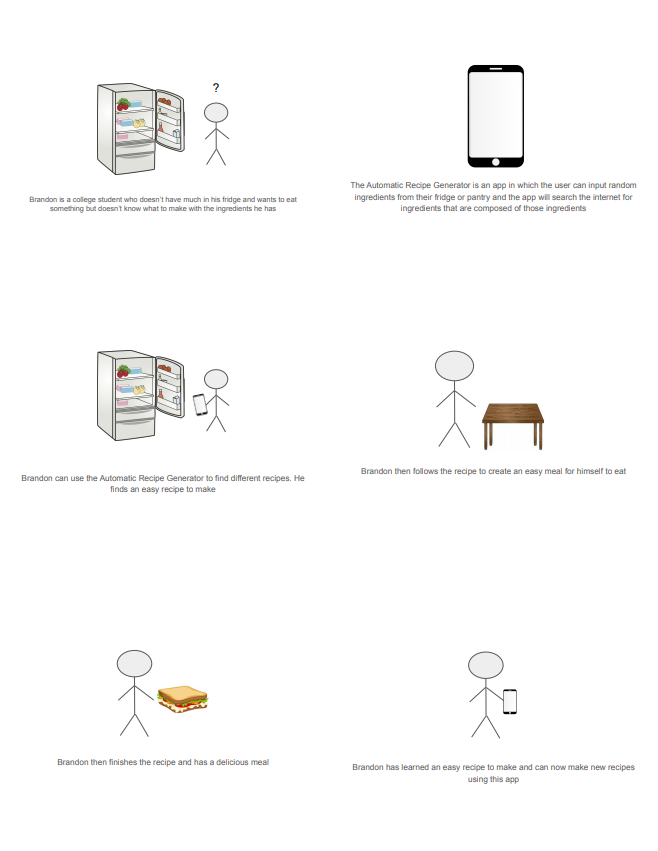 ?
Brandon is a college student who doesn't have much in his fridge and wants to eat
something but doesn't know what to make with the ingredients he has
The Automatic Recipe Generator is an app in which the user can input random
ingredients from their fridge or pantry and the app will search the internet for
ingredients that are composed of those ingredients
Brandon can use the Automatic Recipe Generator to find different recipes. He
finds an easy recipe to make
Brandon then follows the recipe to create an easy meal for himself to eat
Brandon then finishes the recipe and has a delicious meal
Brandon has learned an easy recipe to make and can now make new recipes
using this app